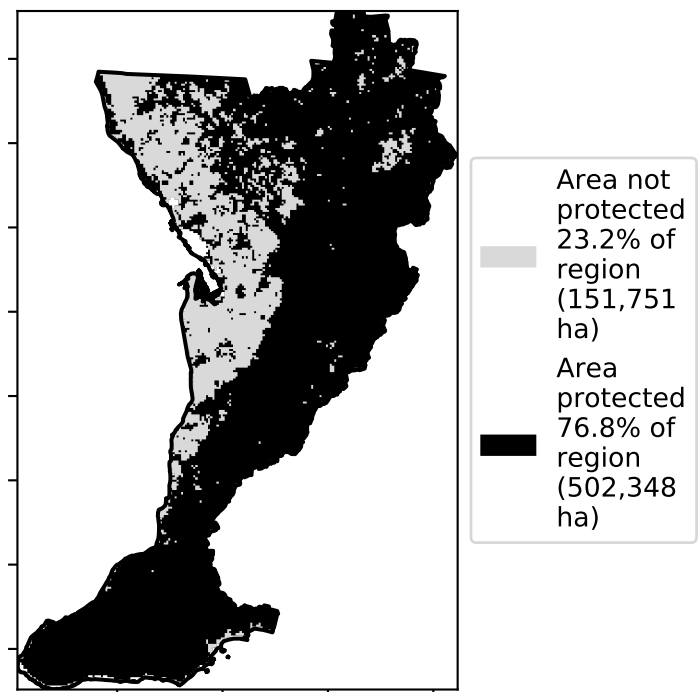 Area not
protected
23.2% of
region
(151,751
ha)
Area
protected
76.8% of
region
(502,348
ha)